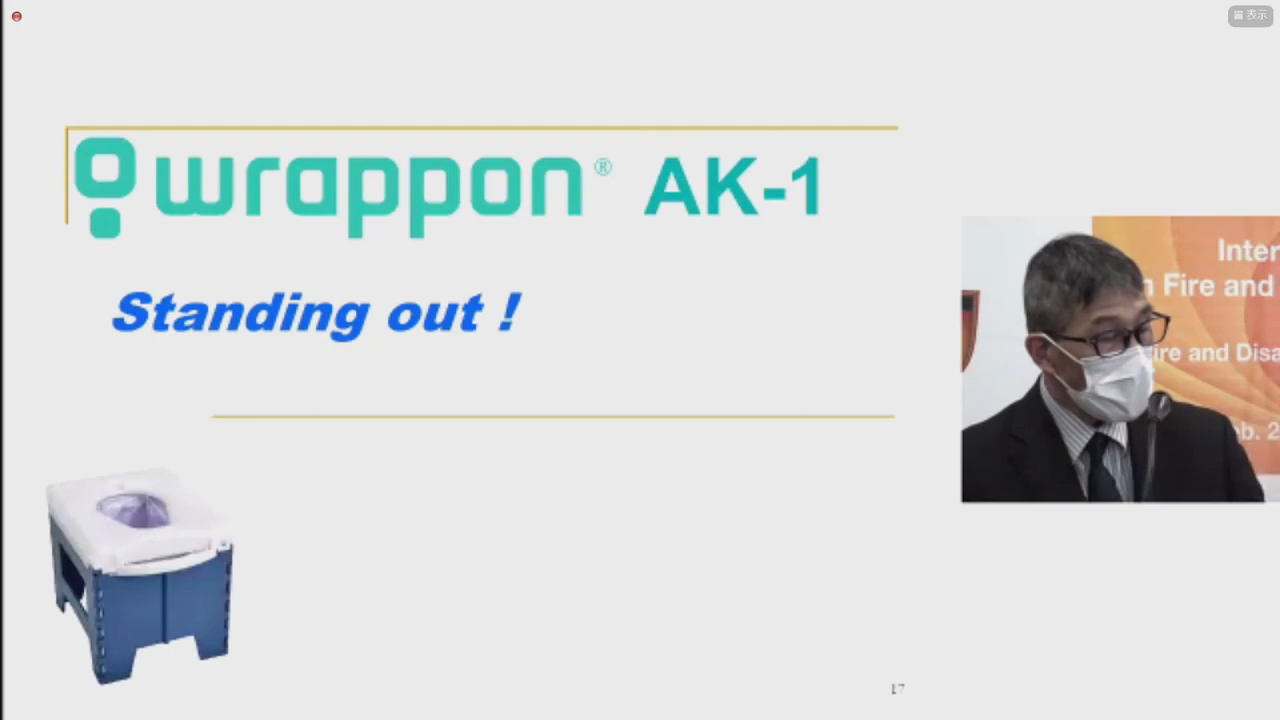 表示
wrappon® AK-1
Standing out !
Inter
n Fire and
ire and Disa
eb. 2
17